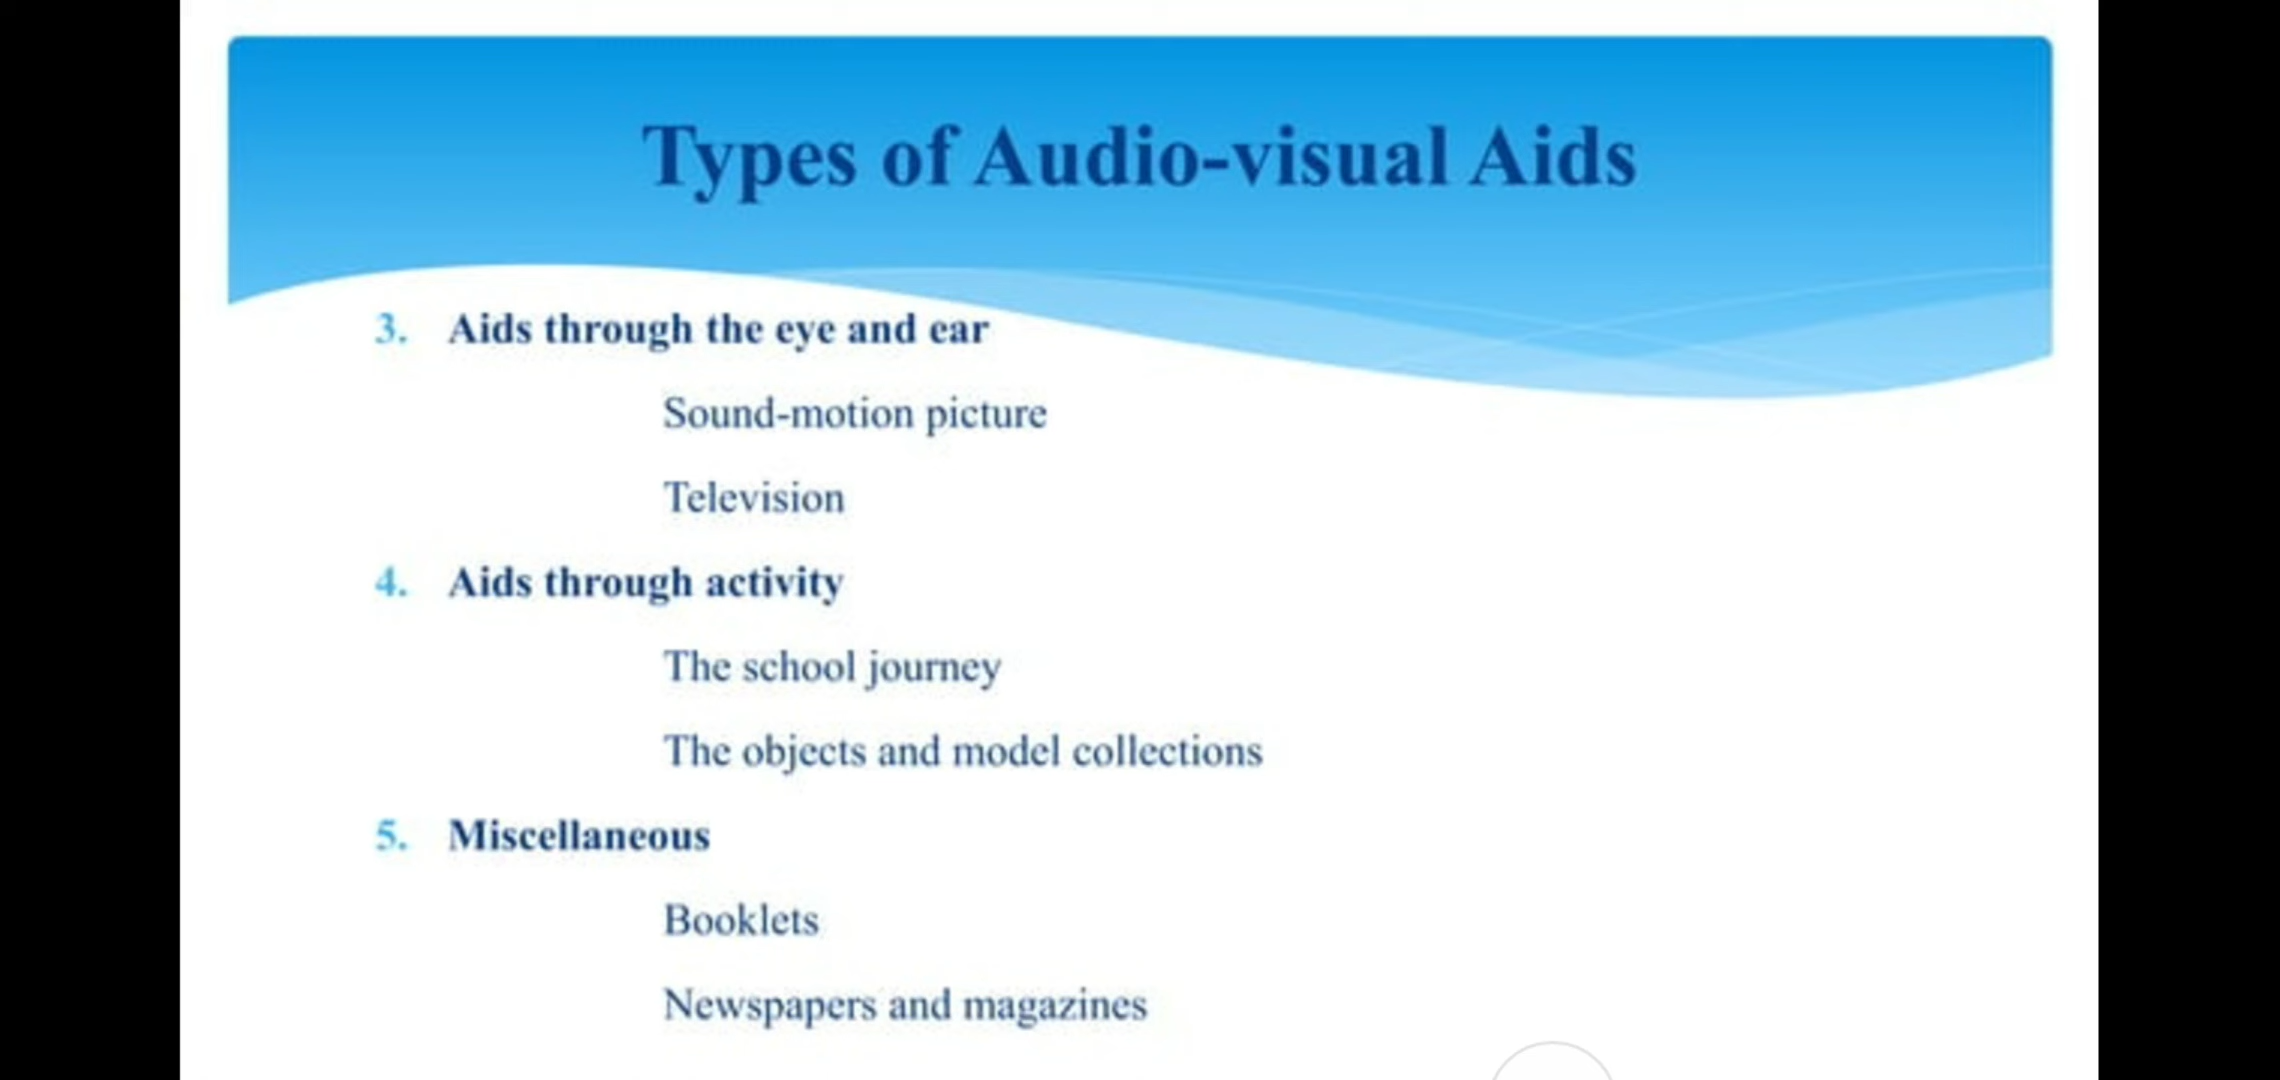 Types of Audio-visual Aids
3. Aids through the eye and ear
Sound-motion picture
Television
4. Aids through activity
The school journey
The objects and model collections
5. Miscellaneous
Booklets
Newspapers and magazines